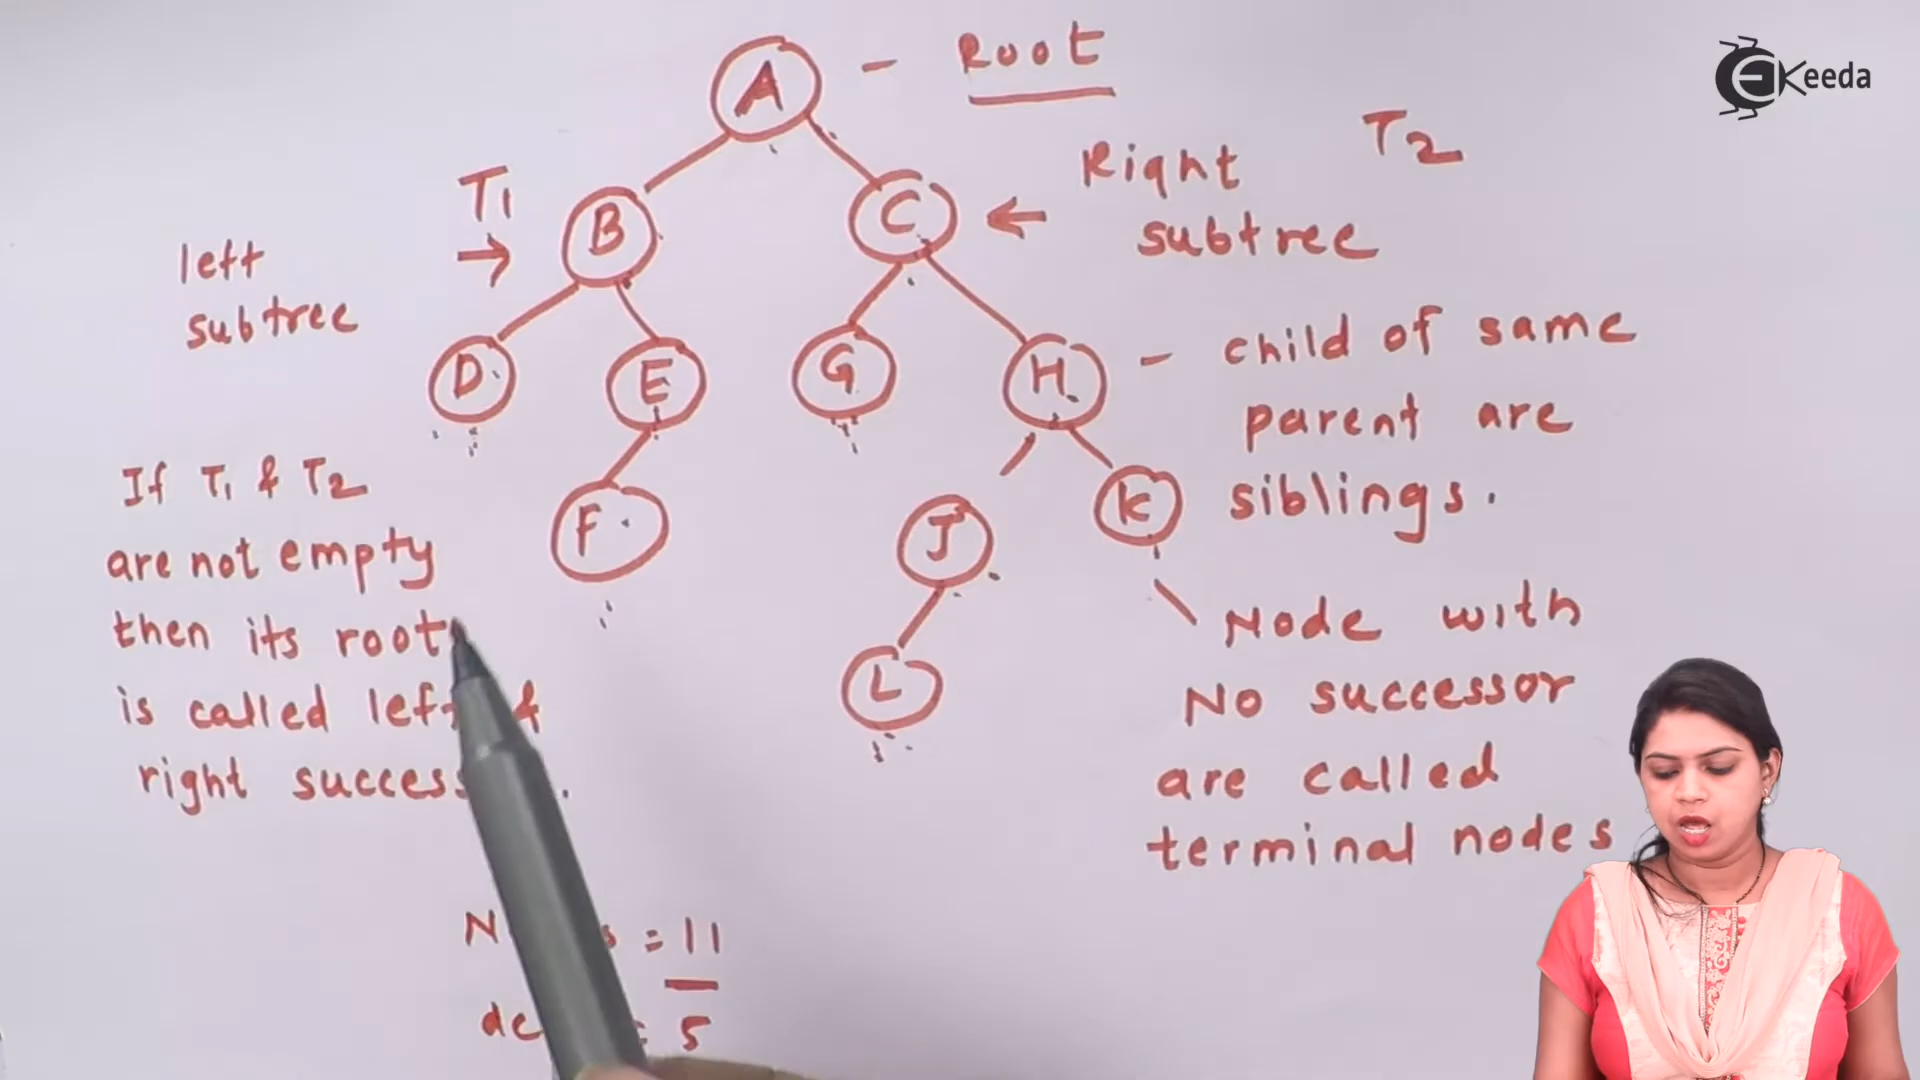 A - Root
EKeeda
T2
Right
subtree
T1
B
C
left
subtree
D
E
G
H - child of same
parent are
siblings.
If T1 & T2
are not empty
then its root
is called left &
right
F
J
K
L
Node with
No successor
are called
terminal nodes
= 11
= 5